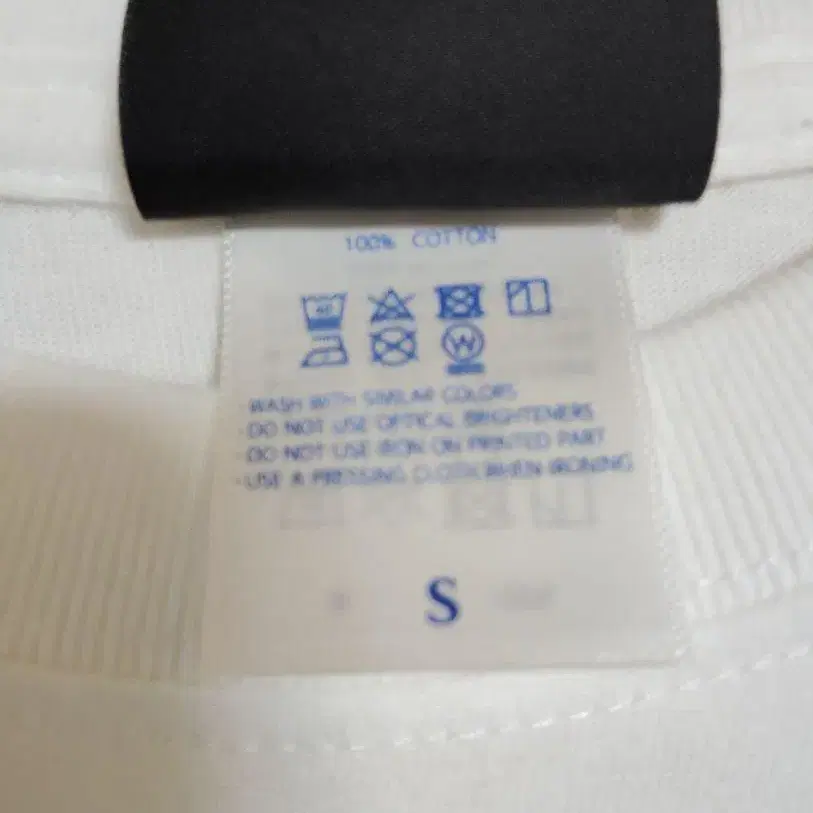 100% COTTON
40
W
· WASH WITH SIMILAR COLORS
· DO NOT USE OPTICAL BRIGHTENERS
· DO NOT USE IRON ON PRINTED PART
· USE A PRESSING CLOTH WHEN IRONING
S